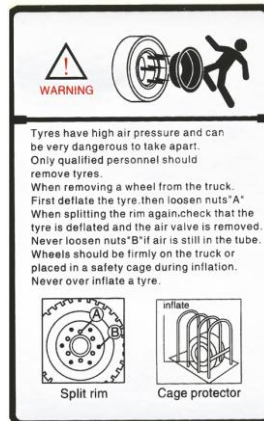 WARNING
Tyres have high air pressure and can
be very dangerous to take apart.
Only qualified personnel should
remove tyres.
When removing a wheel from the truck.
First deflate the tyre.then loosen nuts"A"
When splitting the rim again.check that the
tyre is deflated and the air valve is removed.
Never loosen nuts"B"if air is still in the tube.
Wheels should be firmly on the truck or
placed in a safety cage during inflation.
Never over inflate a tyre.
A
B
inflate
Split rim
Cage protector